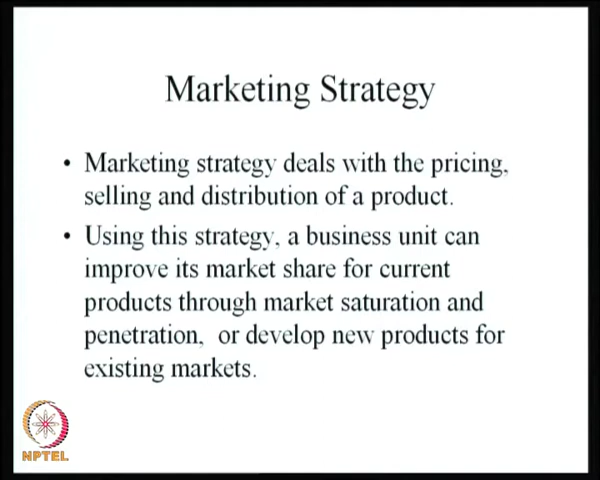 Marketing Strategy
• Marketing strategy deals with the pricing,
selling and distribution of a product.
• Using this strategy, a business unit can
improve its market share for current
products through market saturation and
penetration,  or develop new products for
existing markets.
NPTEL